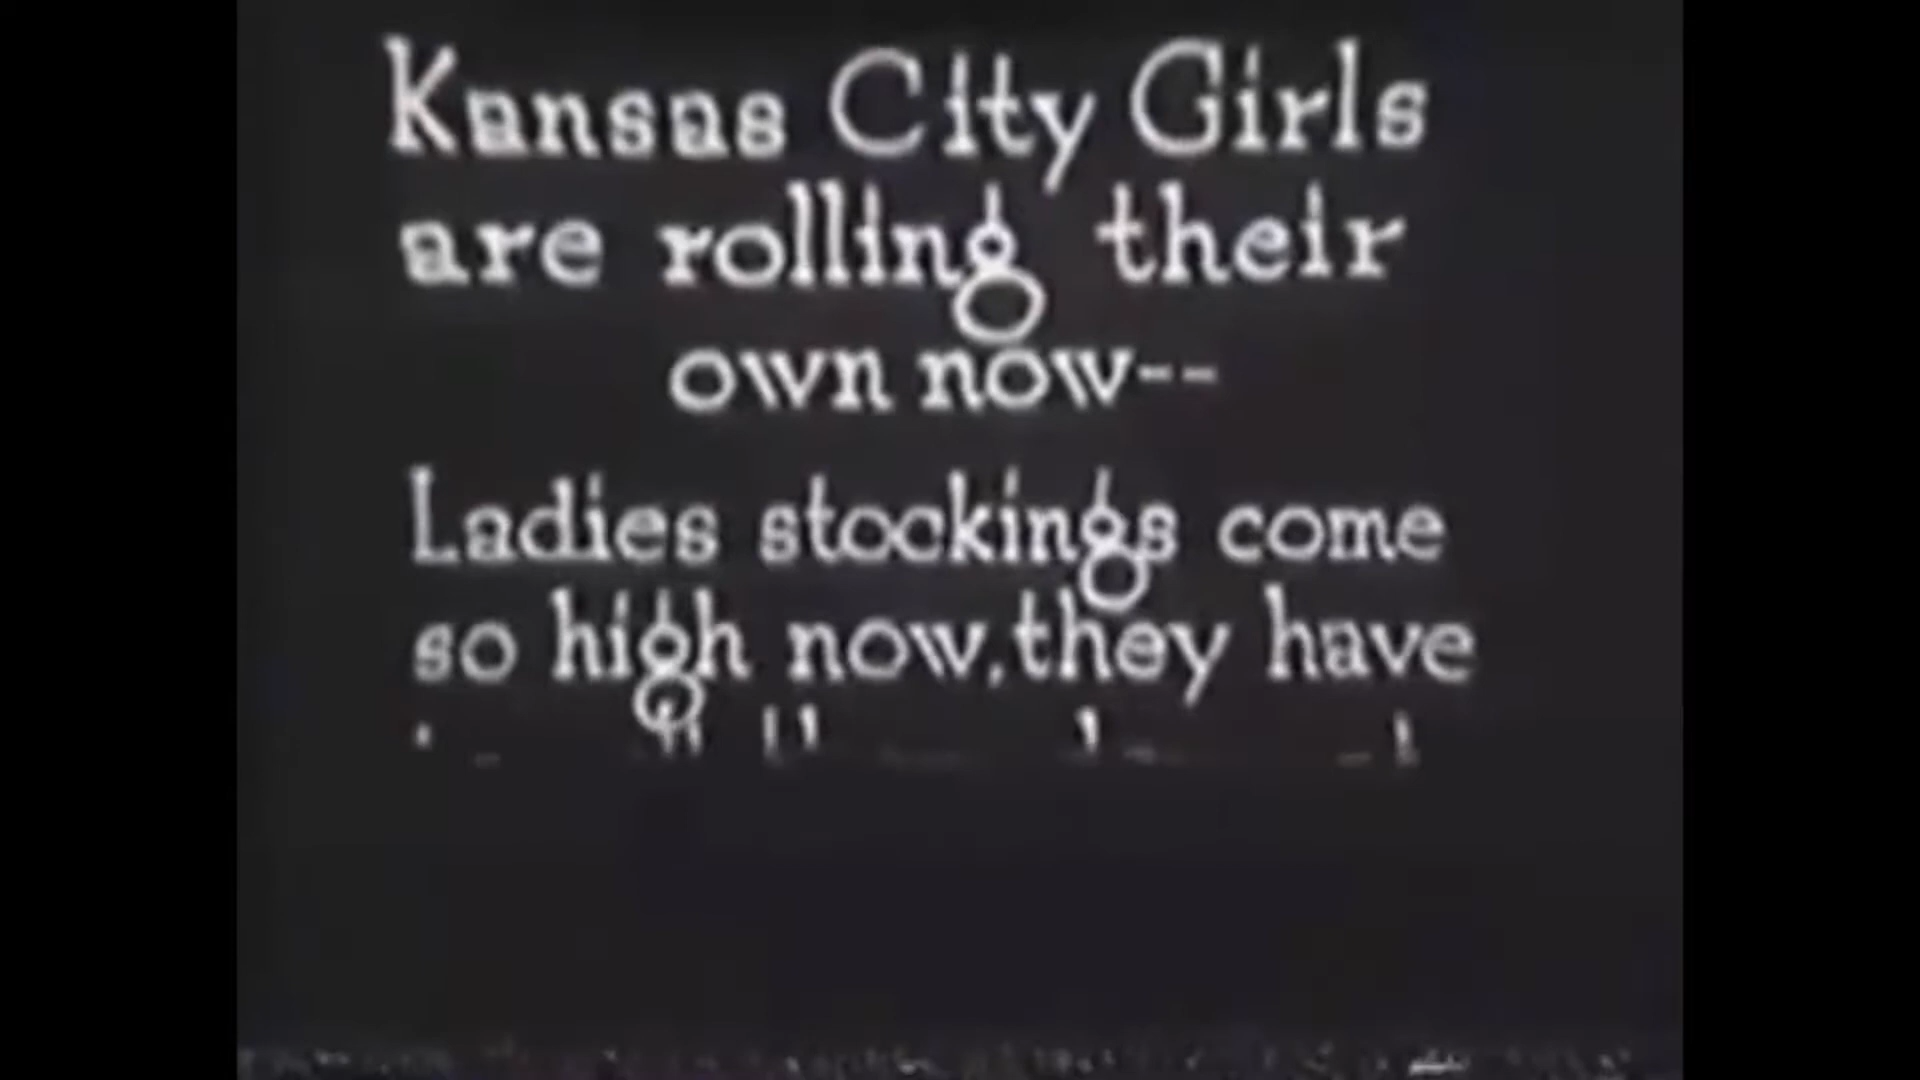 Kansas City Girls
are rolling their
own now--
Ladies stockings come
so high now, they have